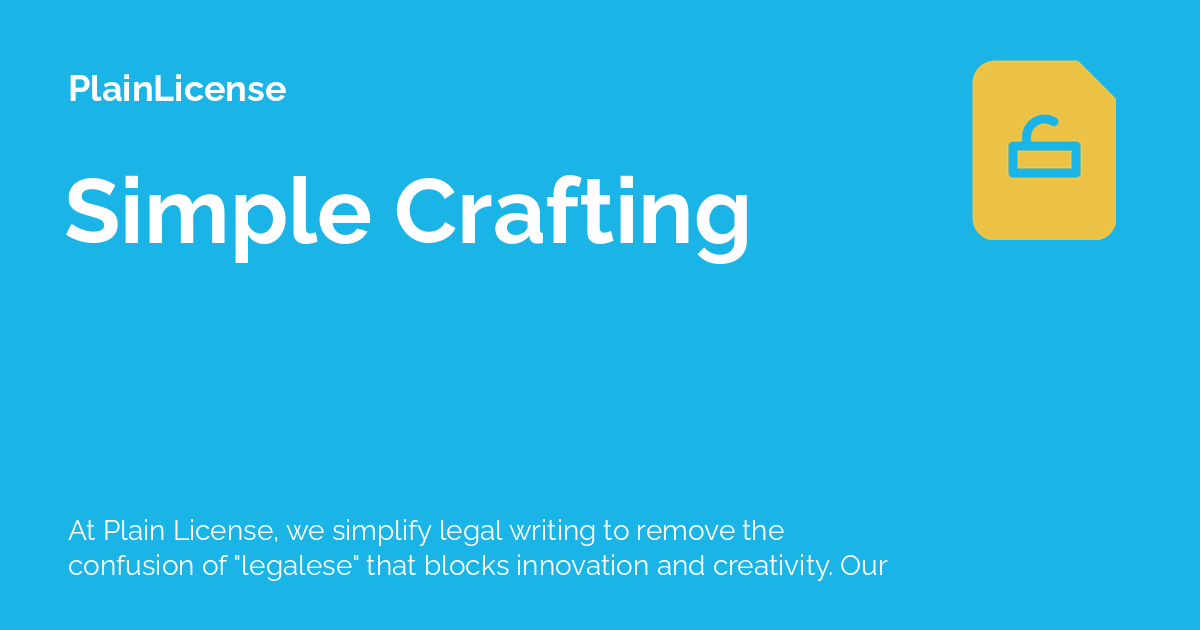 PlainLicense
Simple Crafting
At Plain License, we simplify legal writing to remove the
confusion of "legalese" that blocks innovation and creativity. Our